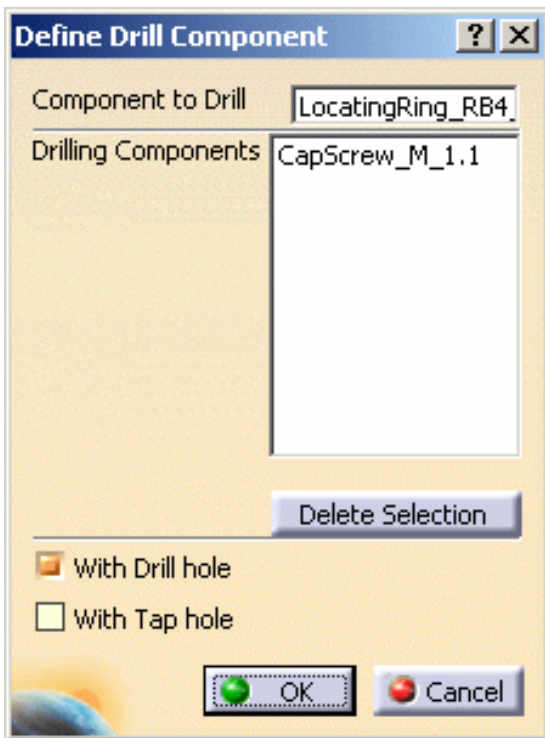 Define Drill Component
Component to Drill LocatingRing_RB4_
Drilling Components CapScrew_M_1.1
Delete Selection
With Drill hole
With Tap hole
OK Cancel